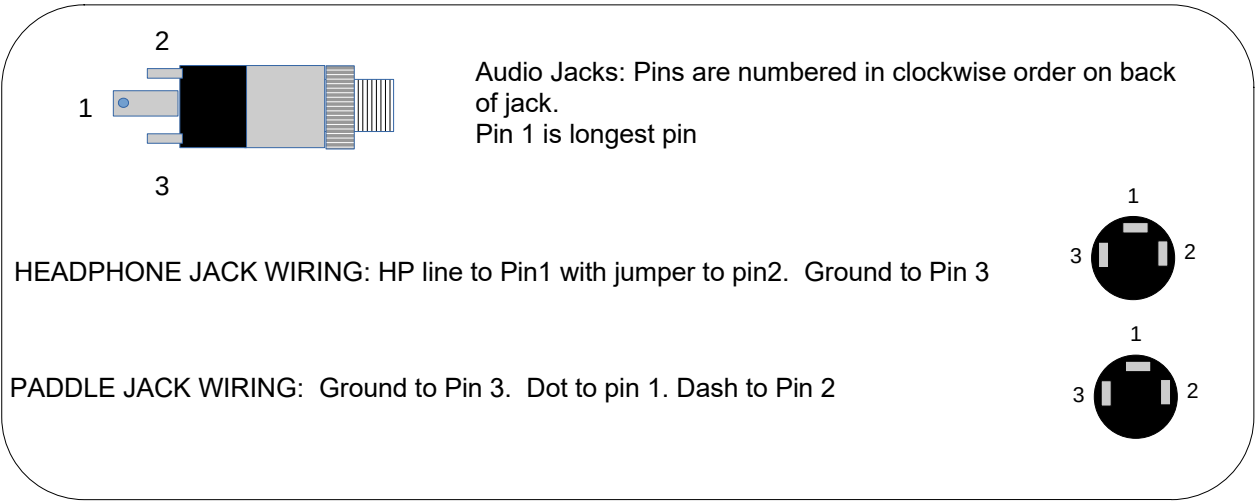 2
Audio Jacks: Pins are numbered in clockwise order on back
of jack.
1
Pin 1 is longest pin
3
1
HEADPHONE JACK WIRING: HP line to Pin1 with jumper to pin2.  Ground to Pin 3
3
2
1
PADDLE JACK WIRING:  Ground to Pin 3.  Dot to pin 1. Dash to Pin 2
3
2